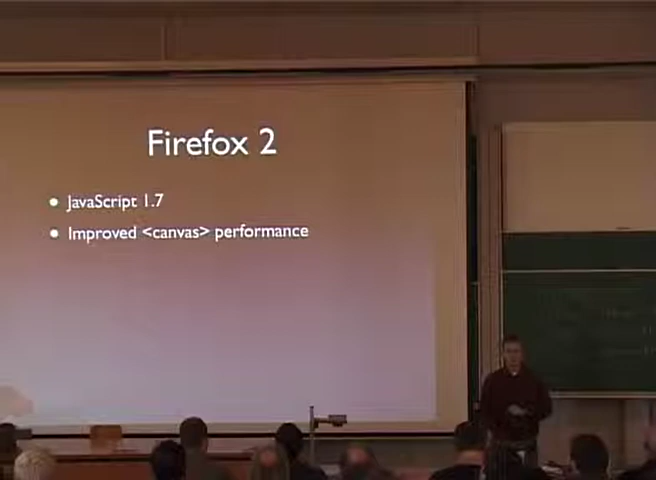 Firefox 2
JavaScript 1.7
Improved <canvas> performance